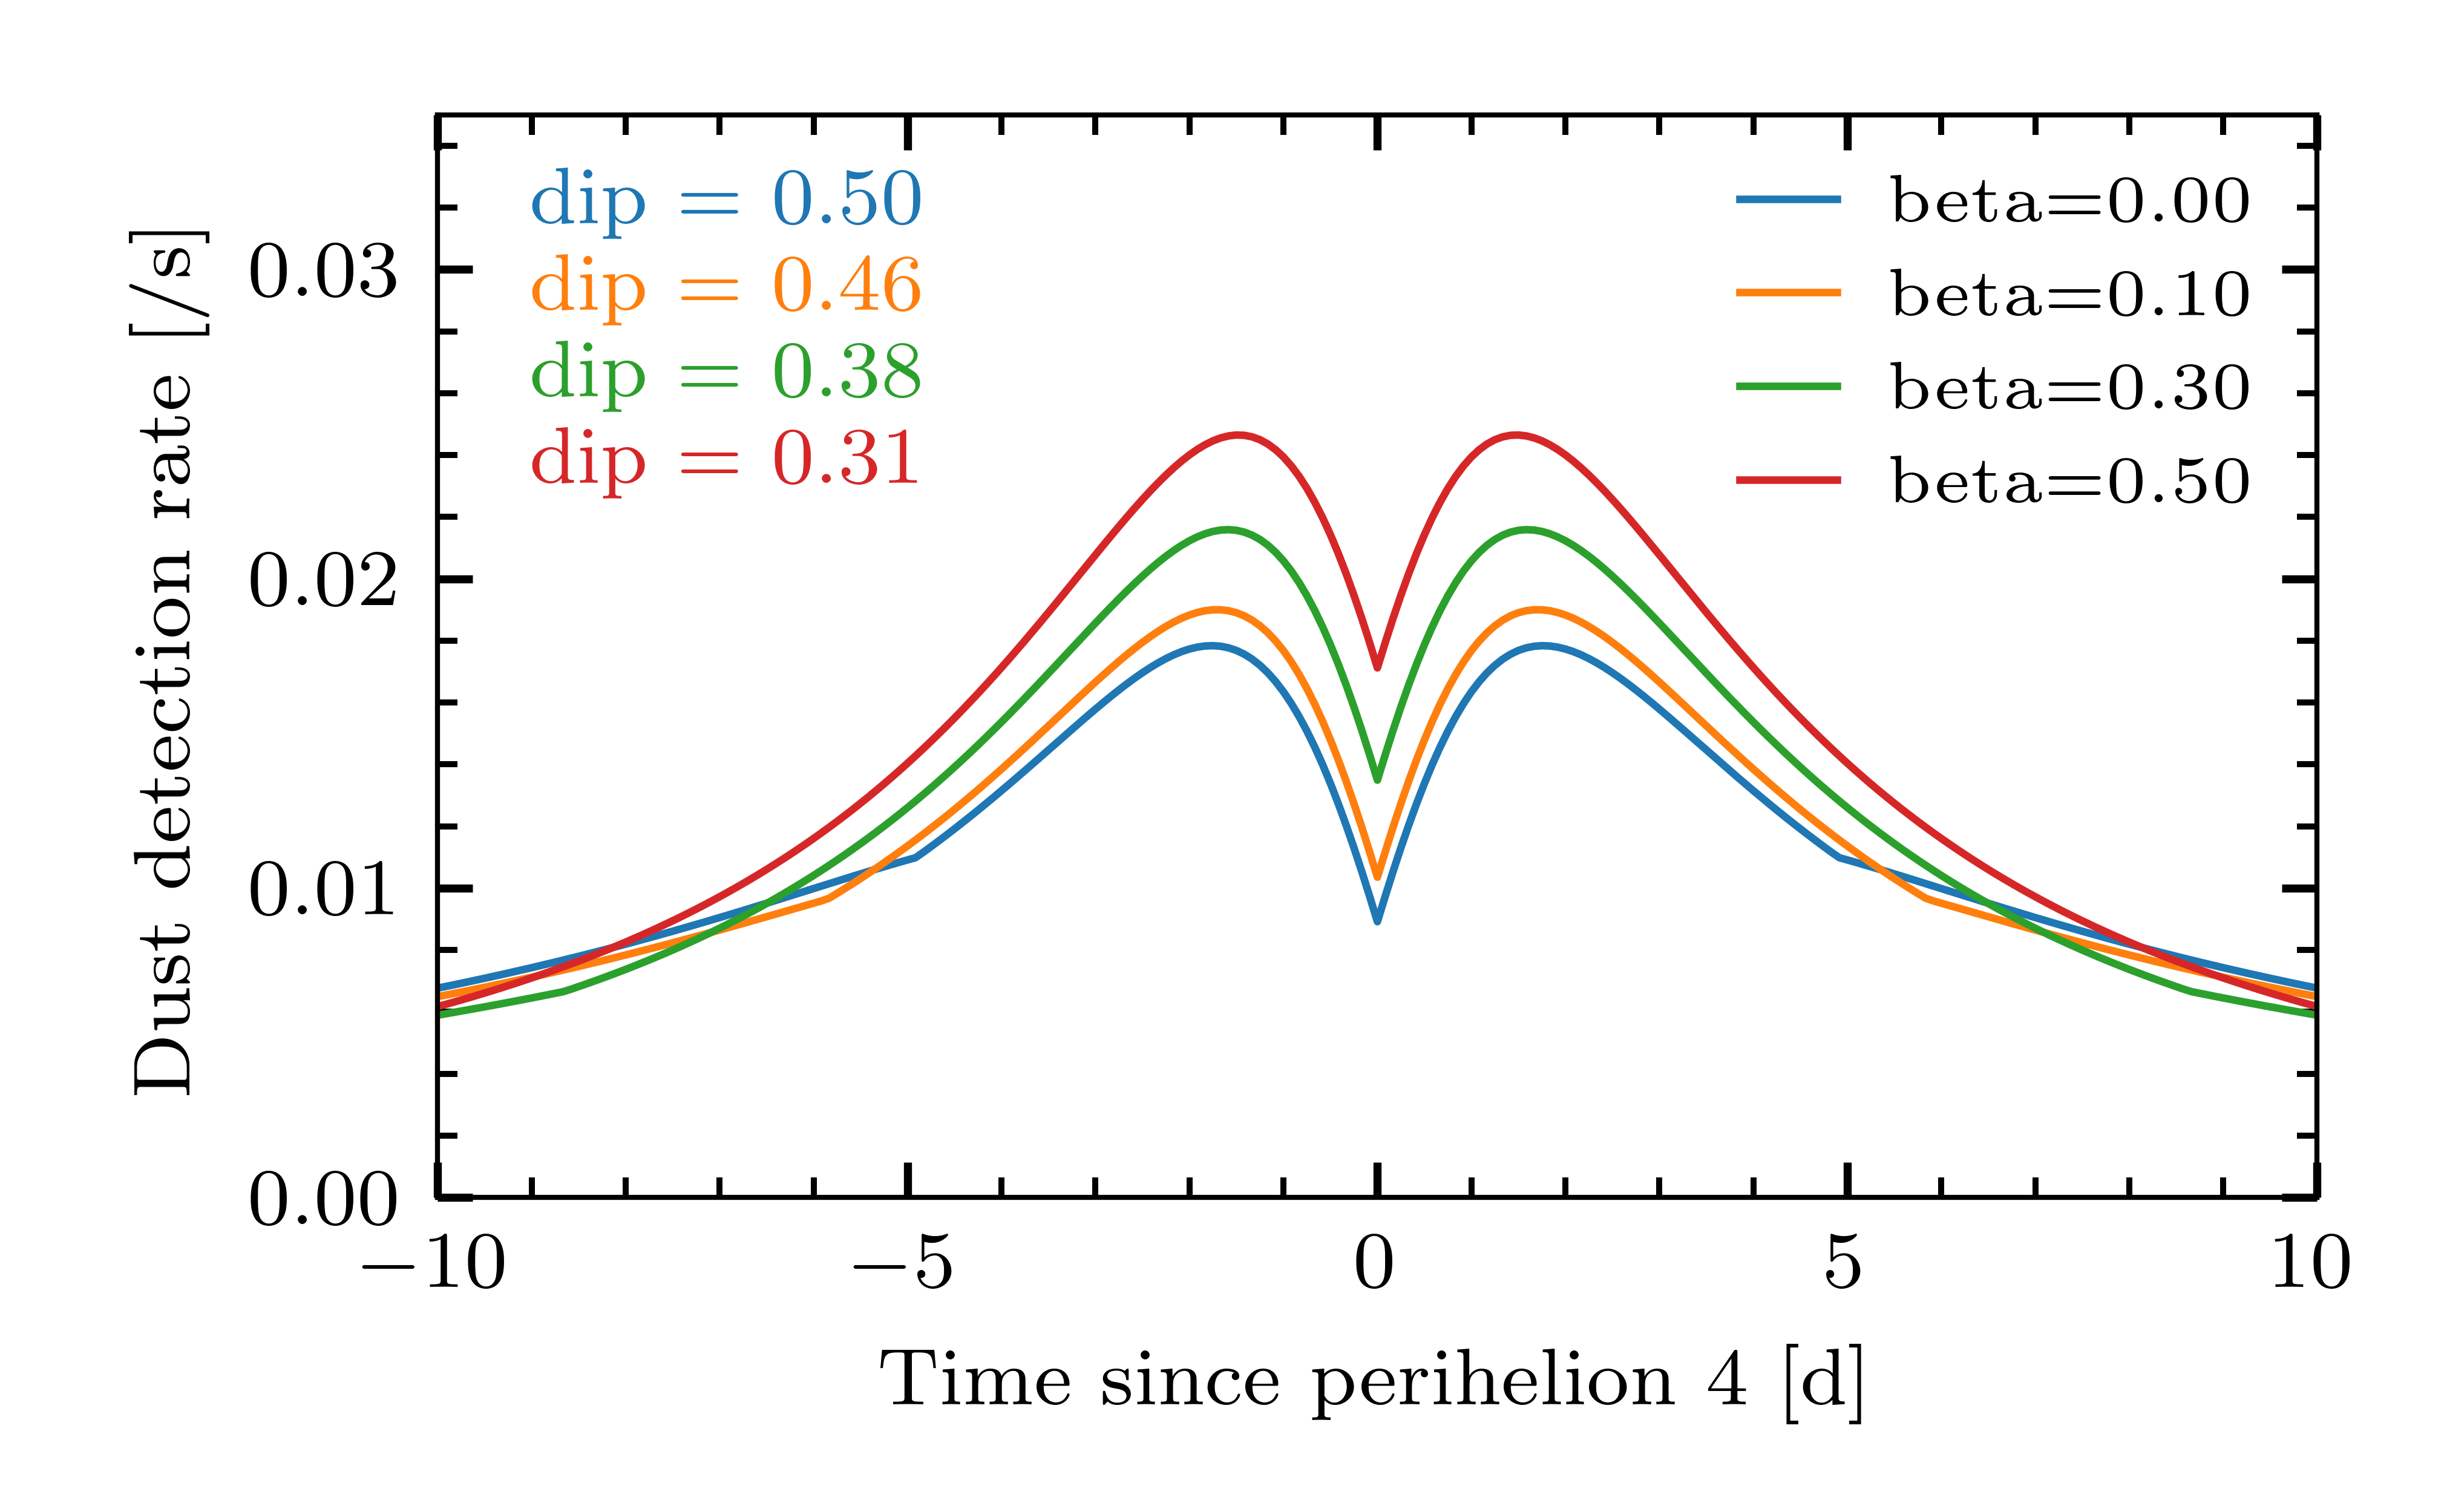 dip = 0.50
dip = 0.46
dip = 0.38
dip = 0.31
beta=0.00
beta=0.10
beta=0.30
beta=0.50
Dust detection rate [/s]
0.03
0.02
0.01
0.00
−10
−5
0
5
10
Time since perihelion 4 [d]